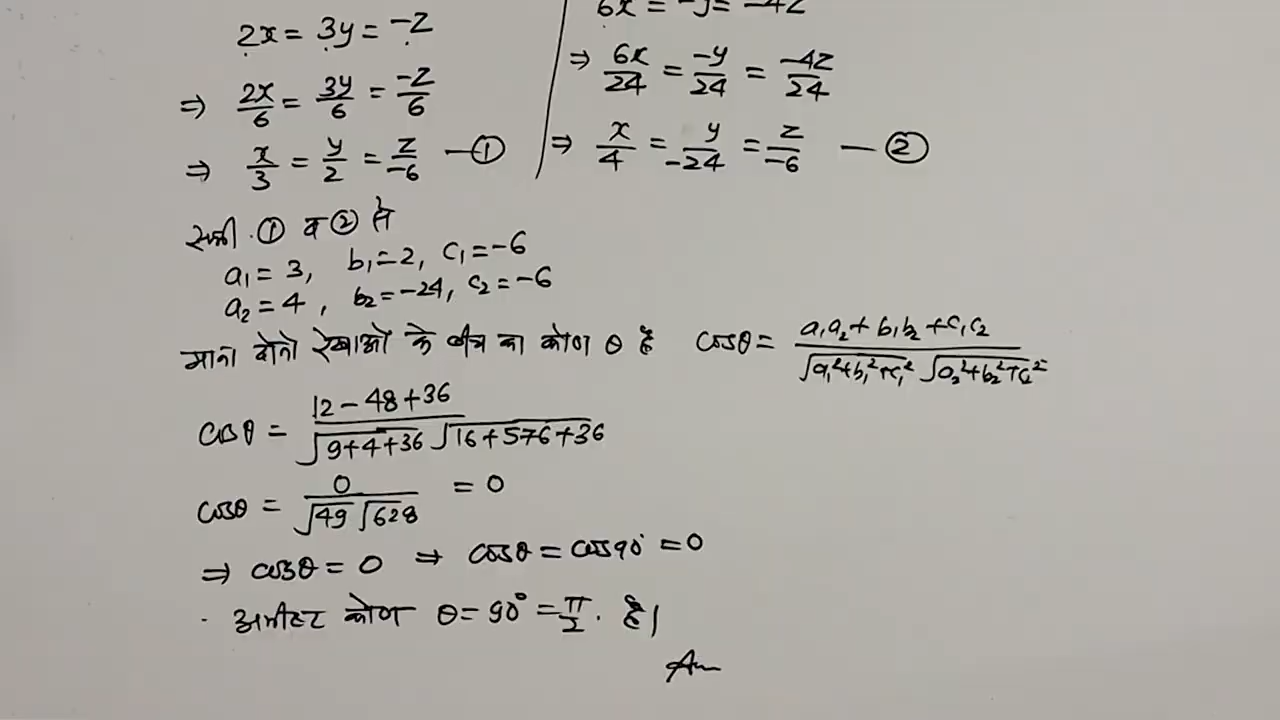 2x = 3y = -z
⇒ 2x/6 = 3y/6 = -z/6
⇒ x/3 = y/2 = z/-6 —①
6x = -y = -4z
⇒ 6x/24 = -y/24 = -4z/24
⇒ x/4 = y/-24 = z/-6 —②
समी. ① व ② से
a₁ = 3, b₁ = 2, c₁ = -6
a₂ = 4, b₂ = -24, c₂ = -6
माना दोनो रेखाओं के बीच का कोण θ है cosθ = a₁a₂ + b₁b₂ + c₁c₂ / √a₁²+b₁²+c₁² √a₂²+b₂²+c₂²
cosθ = 12 - 48 + 36 / √9+4+36 √16+576+36
cosθ = 0 / √49 √628 = 0
⇒ cosθ = 0 ⇒ cosθ = cos90° = 0
. अभीष्ट कोण θ = 90° = π/2 . है।
Ans